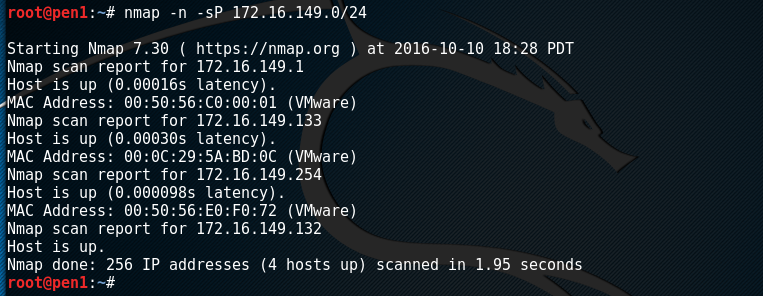 root@pen1:~# nmap -n -sP 172.16.149.0/24
Starting Nmap 7.30 ( https://nmap.org ) at 2016-10-10 18:28 PDT
Nmap scan report for 172.16.149.1
Host is up (0.00016s latency).
MAC Address: 00:50:56:C0:00:01 (VMware)
Nmap scan report for 172.16.149.133
Host is up (0.00030s latency).
MAC Address: 00:0C:29:5A:BD:0C (VMware)
Nmap scan report for 172.16.149.254
Host is up (0.000098s latency).
MAC Address: 00:50:56:E0:F0:72 (VMware)
Nmap scan report for 172.16.149.132
Host is up.
Nmap done: 256 IP addresses (4 hosts up) scanned in 1.95 seconds
root@pen1:~#